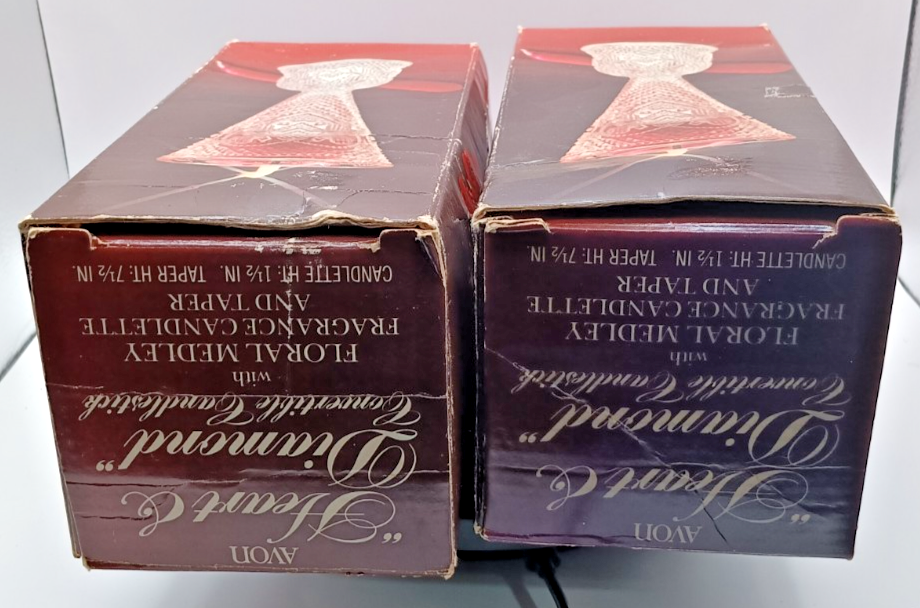 AVON
"Heart &
Diamond"
Convertible Candlestick
with
FLORAL MEDLEY
FRAGRANCE CANDLETTE
AND TAPER
CANDLETTE HT: 1½ IN. TAPER HT: 7½ IN.
AVON
"Heart &
Diamond"
Convertible Candlestick
with
FLORAL MEDLEY
FRAGRANCE CANDLETTE
AND TAPER
CANDLETTE HT: 1½ IN. TAPER HT: 7½ IN.